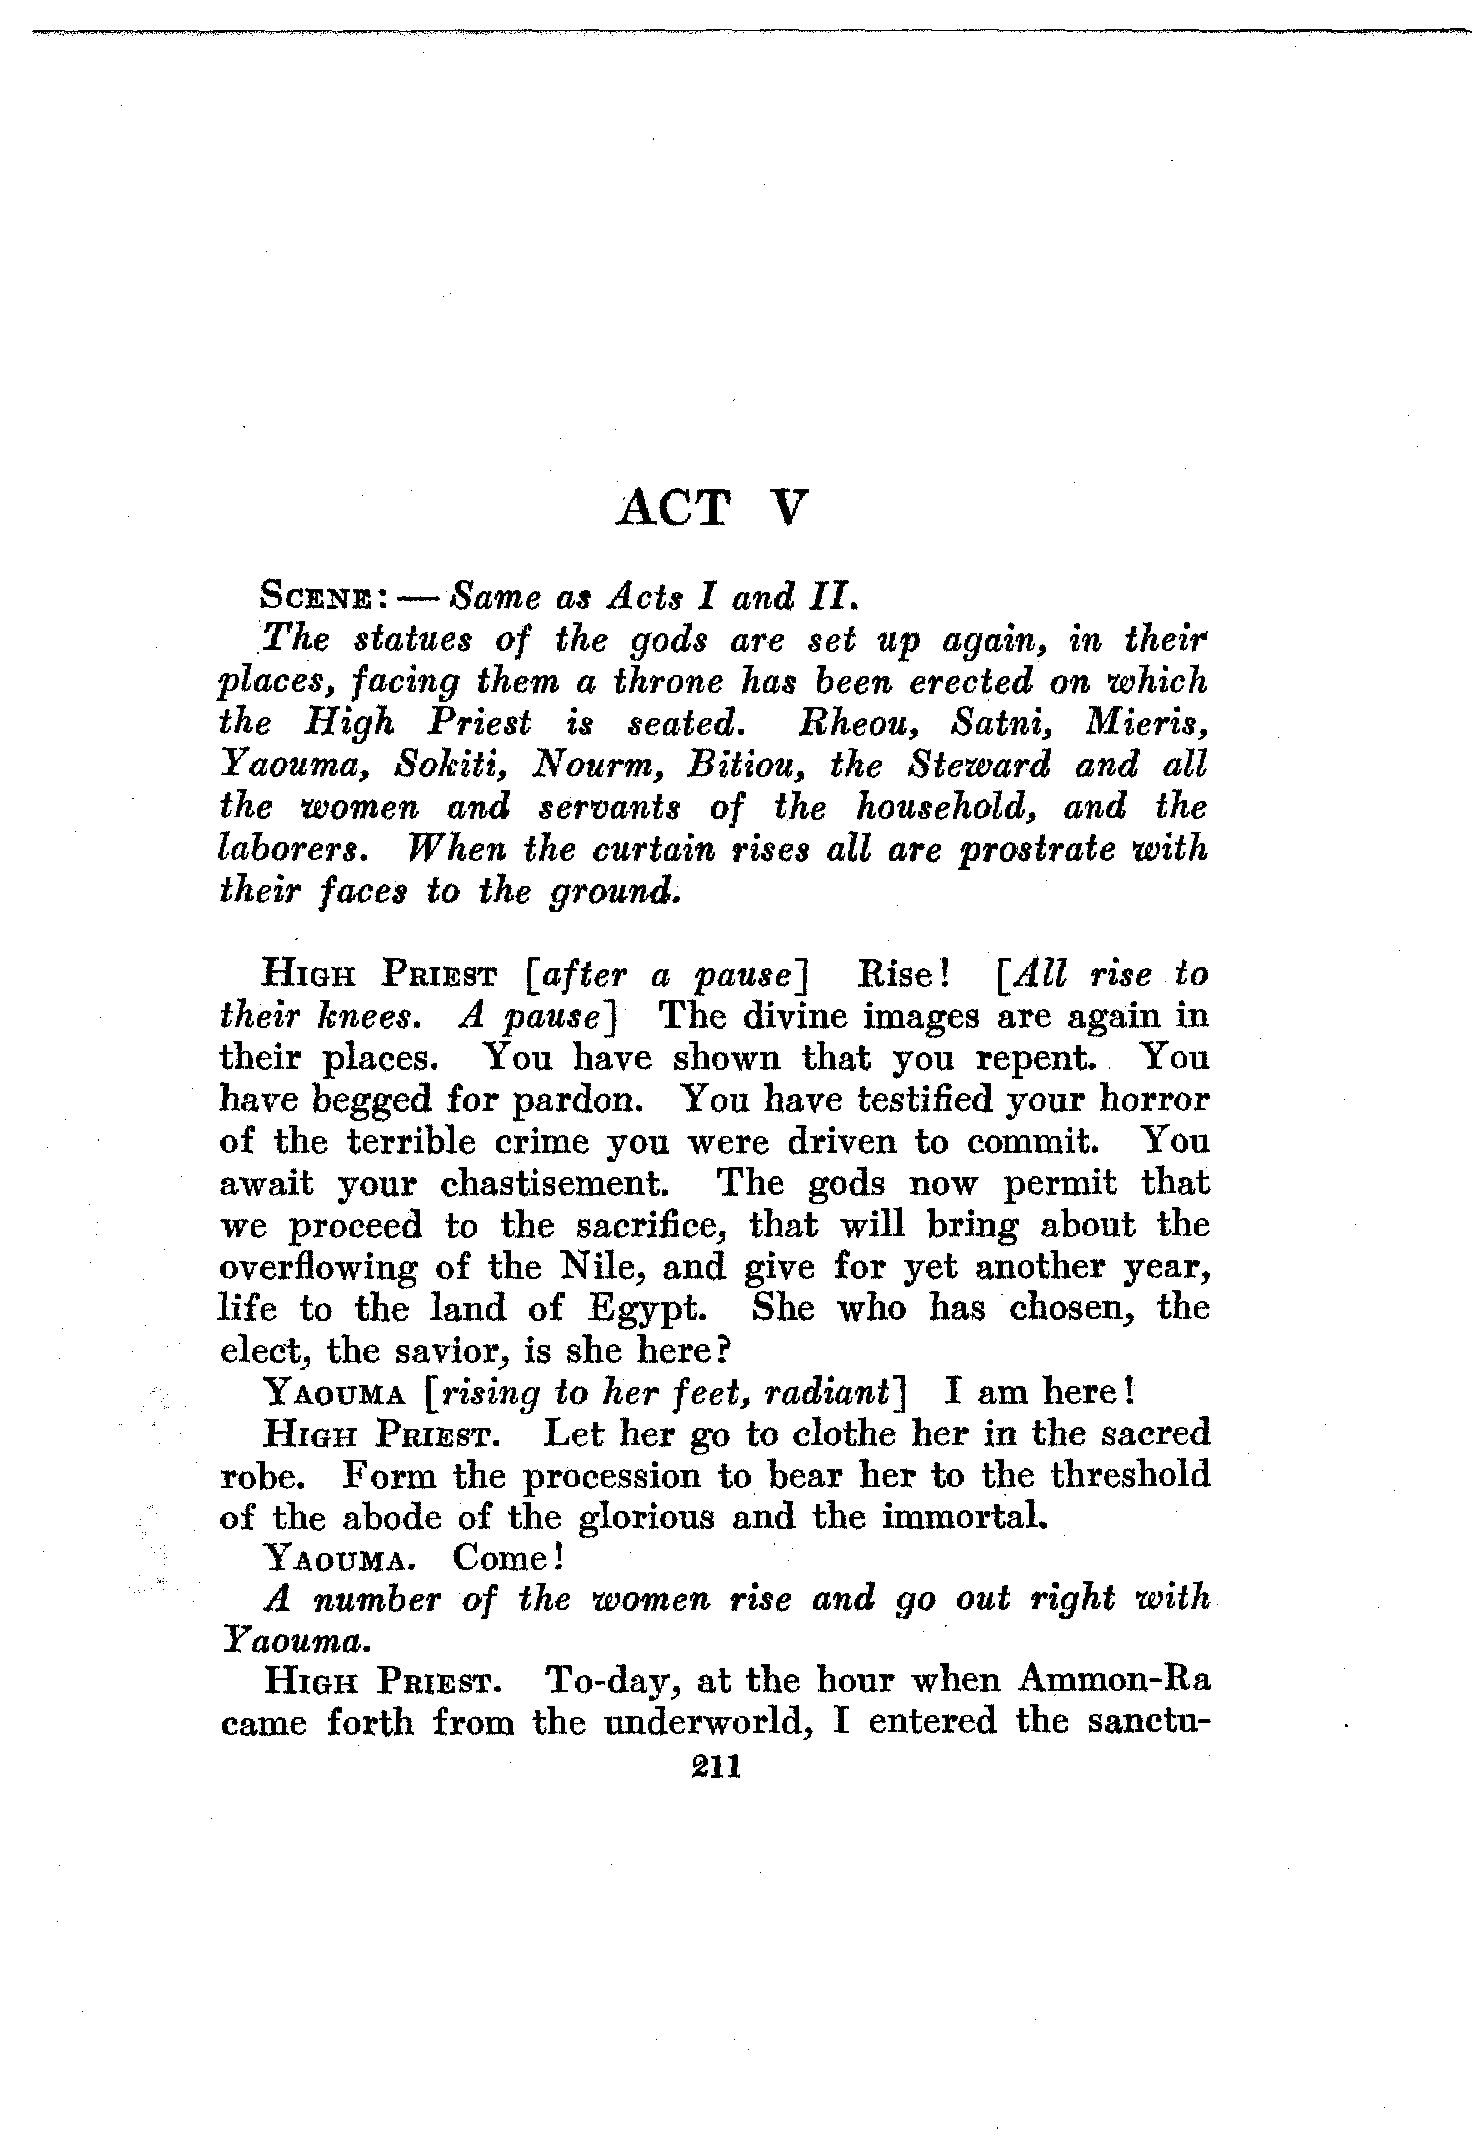 ACT V
SCENE: — Same as Acts I and II.
The statues of the gods are set up again, in their
places, facing them a throne has been erected on which
the High Priest is seated. Rheou, Satni, Mieris,
Yaouma, Sokiti, Nourm, Bitiou, the Steward and all
the women and servants of the household, and the
laborers. When the curtain rises all are prostrate with
their faces to the ground.
HIGH PRIEST [after a pause] Rise! [All rise to
their knees. A pause] The divine images are again in
their places. You have shown that you repent. You
have begged for pardon. You have testified your horror
of the terrible crime you were driven to commit. You
await your chastisement. The gods now permit that
we proceed to the sacrifice, that will bring about the
overflowing of the Nile, and give for yet another year,
life to the land of Egypt. She who has chosen, the
elect, the savior, is she here?
YAOUMA [rising to her feet, radiant] I am here!
HIGH PRIEST. Let her go to clothe her in the sacred
robe. Form the procession to bear her to the threshold
of the abode of the glorious and the immortal.
YAOUMA. Come!
A number of the women rise and go out right with
Yaouma.
HIGH PRIEST. To-day, at the hour when Ammon-Ra
came forth from the underworld, I entered the sanctu-
211